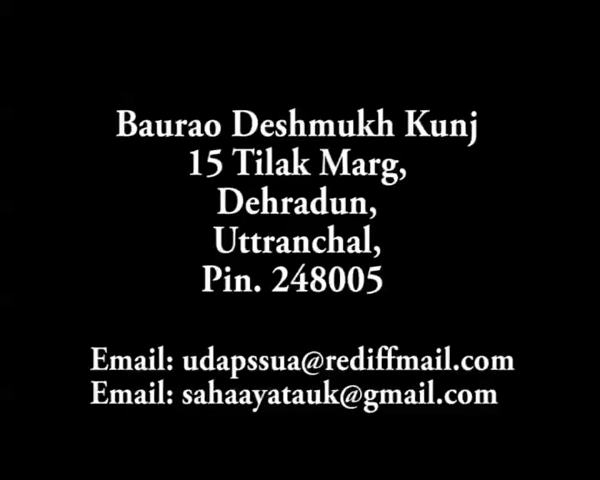 Baurao Deshmukh Kunj
15 Tilak Marg,
Dehradun,
Uttranchal,
Pin. 248005
Email: udapssua@rediffmail.com
Email: sahaayatauk@gmail.com